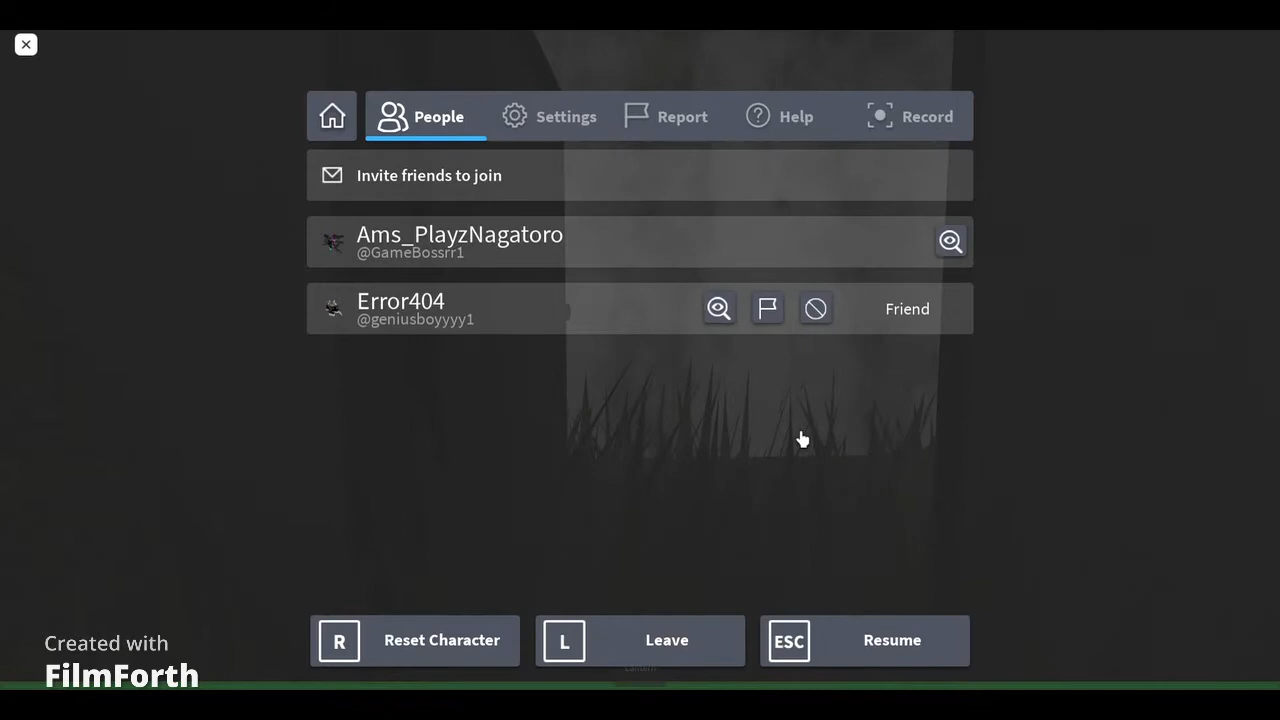 People
Settings
Report
Help
Record
Invite friends to join
Ams_PlayzNagatoro
@GameBossrr1
Error404
@geniusboyyyy1
Friend
R
Reset Character
L
Leave
ESC
Resume
Lantern
Created with
FilmForth